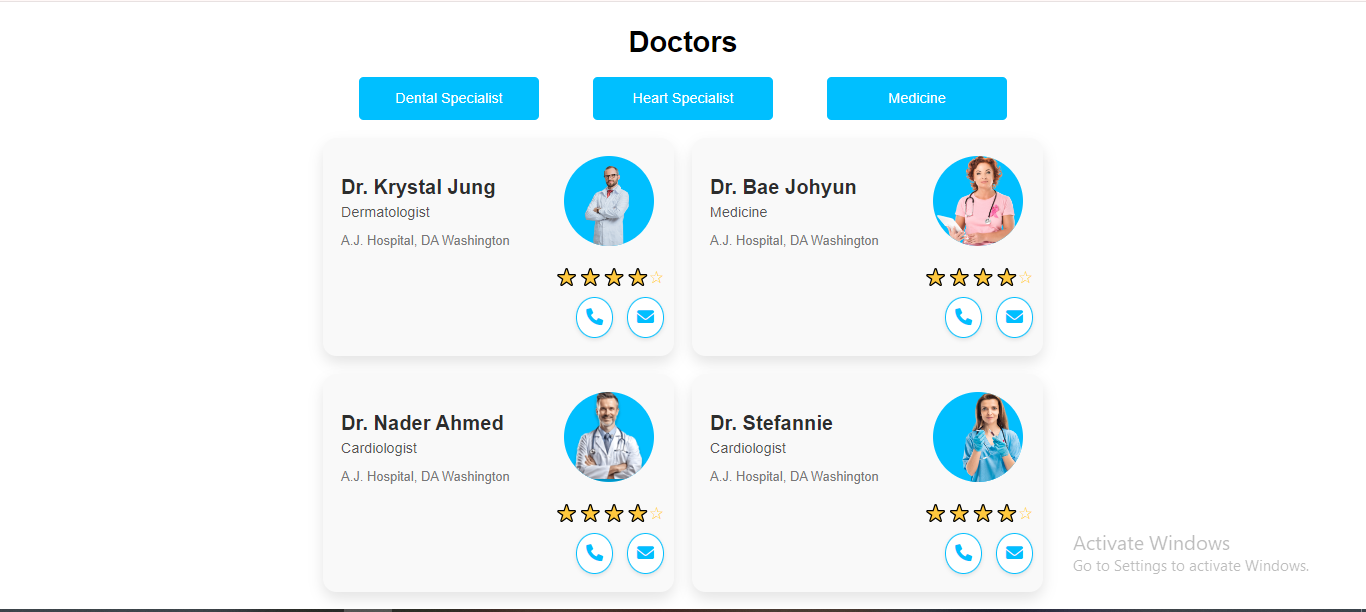 Doctors
Dental Specialist
Heart Specialist
Medicine
Dr. Krystal Jung
Dermatologist
A.J. Hospital, DA Washington
Dr. Bae Johyun
Medicine
A.J. Hospital, DA Washington
Dr. Nader Ahmed
Cardiologist
A.J. Hospital, DA Washington
Dr. Stefannie
Cardiologist
A.J. Hospital, DA Washington
Activate Windows
Go to Settings to activate Windows.